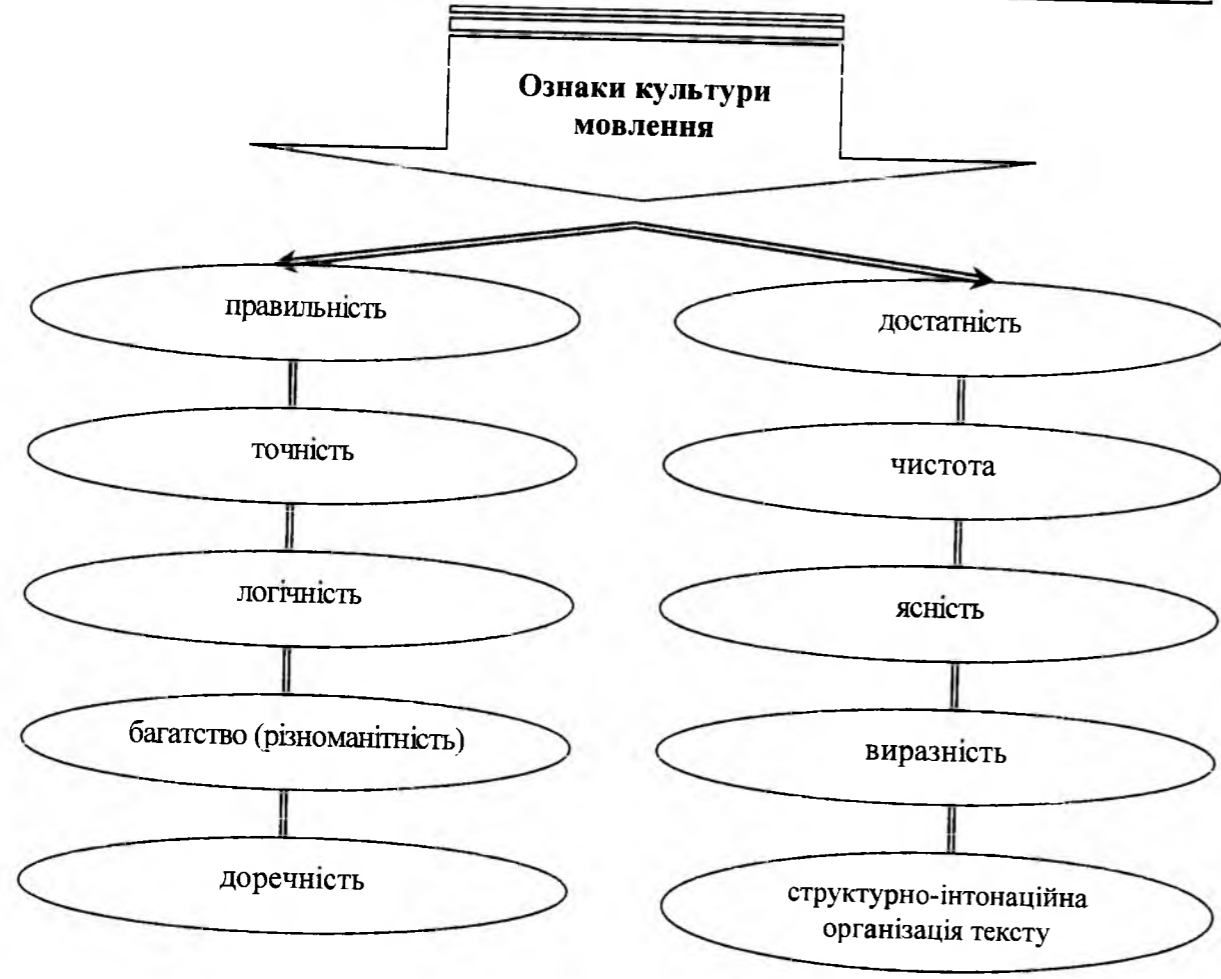 Ознаки культури
мовлення
правильність
точність
логічність
багатство (різноманітність)
доречність
достатність
чистота
ясність
виразність
структурно-інтонаційна
організація тексту